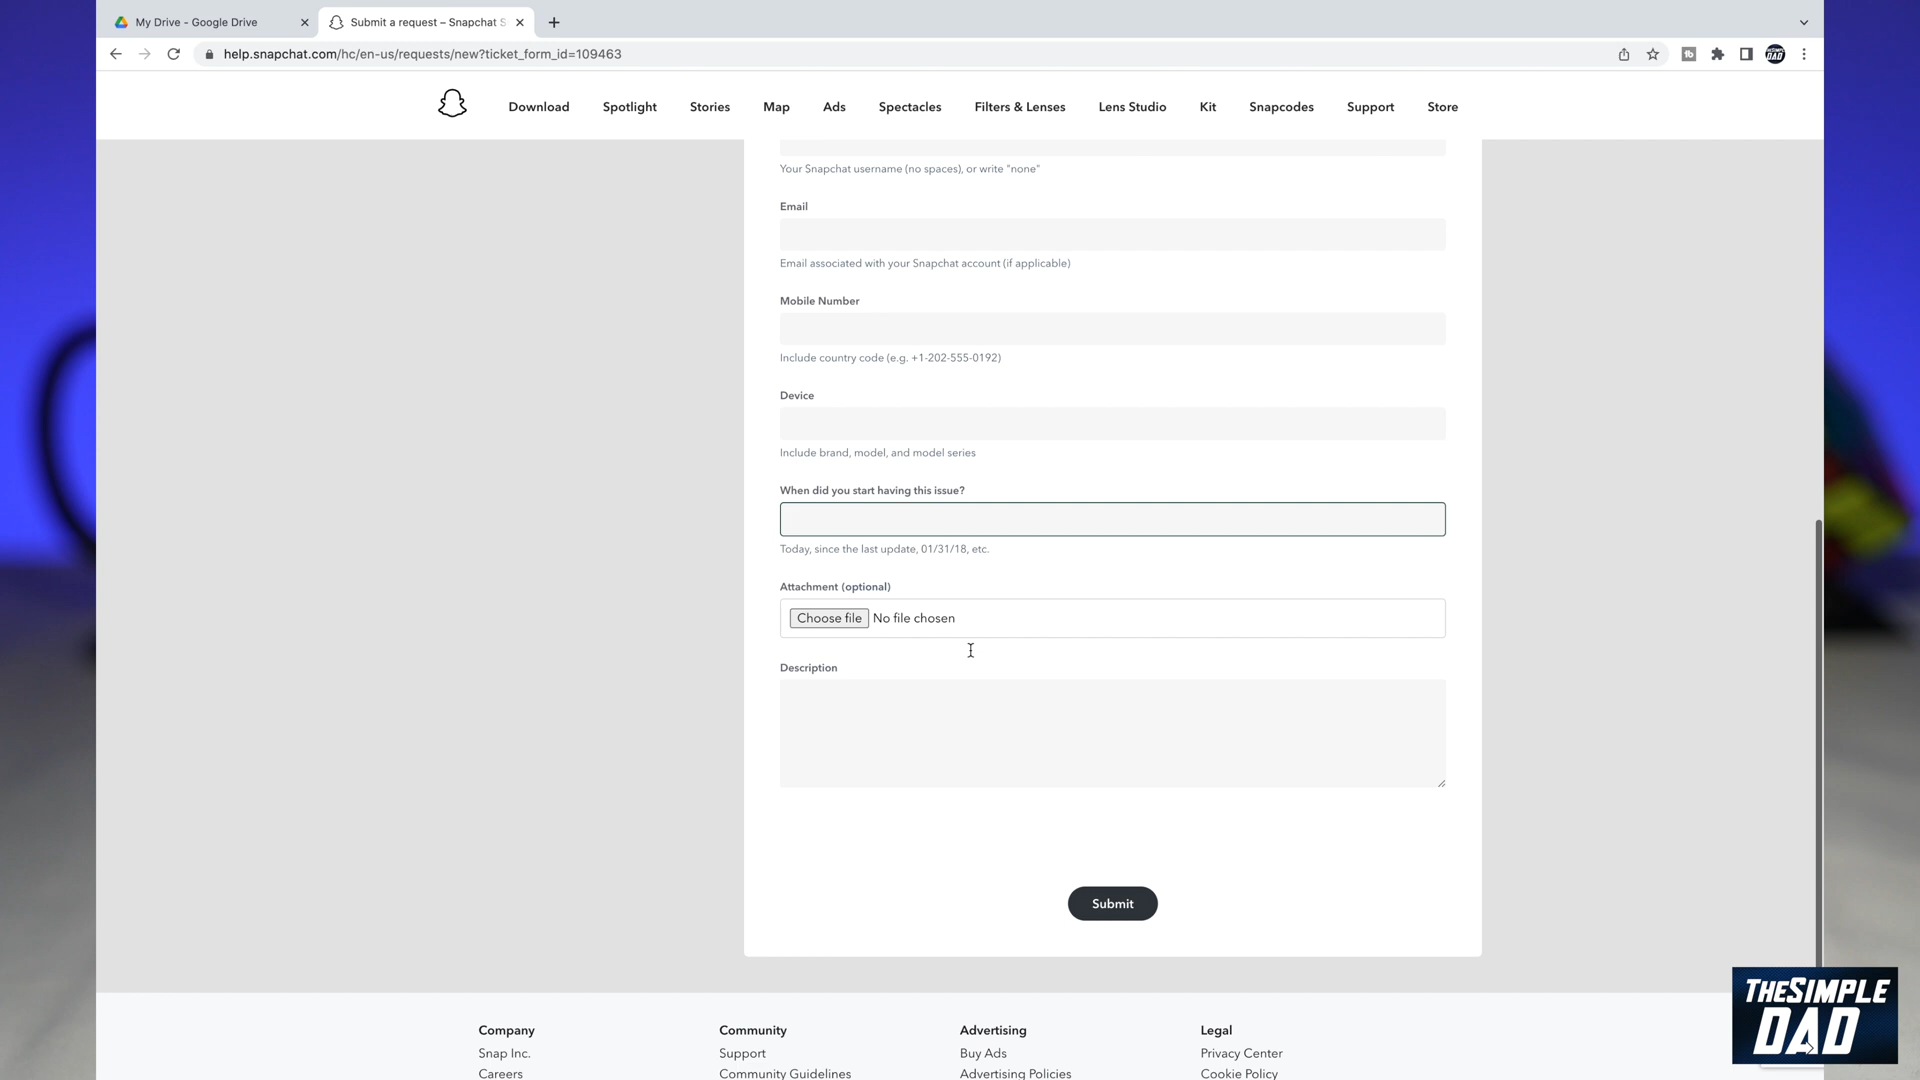 My Drive - Google Drive
Submit a request – Snapchat S
help.snapchat.com/hc/en-us/requests/new?ticket_form_id=109463
Download Spotlight Stories Map Ads Spectacles Filters & Lenses Lens Studio Kit Snapcodes Support Store
Your Snapchat username (no spaces), or write "none"
Email
Email associated with your Snapchat account (if applicable)
Mobile Number
Include country code (e.g. +1-202-555-0192)
Device
Include brand, model, and model series
When did you start having this issue?
Today, since the last update, 01/31/18, etc.
Attachment (optional)
Choose file No file chosen
Description
Submit
Company Community Advertising Legal
Snap Inc. Support Buy Ads Privacy Center
Careers Community Guidelines Advertising Policies Cookie Policy
THE SIMPLE
DAD